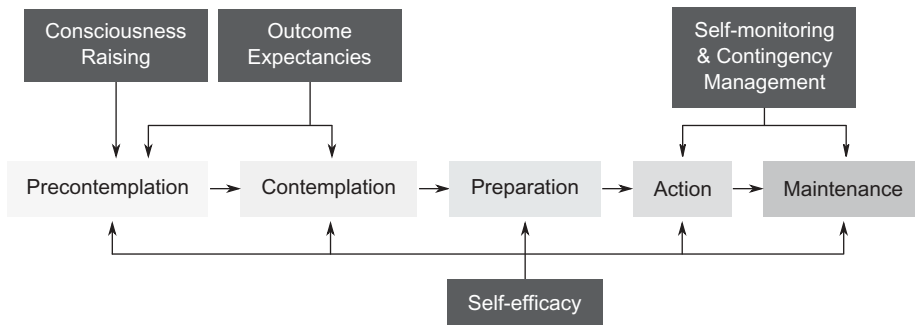 Consciousness
Raising
Outcome
Expectancies
Self-monitoring
& Contingency
Management
Precontemplation
Contemplation
Preparation
Action
Maintenance
Self-efficacy